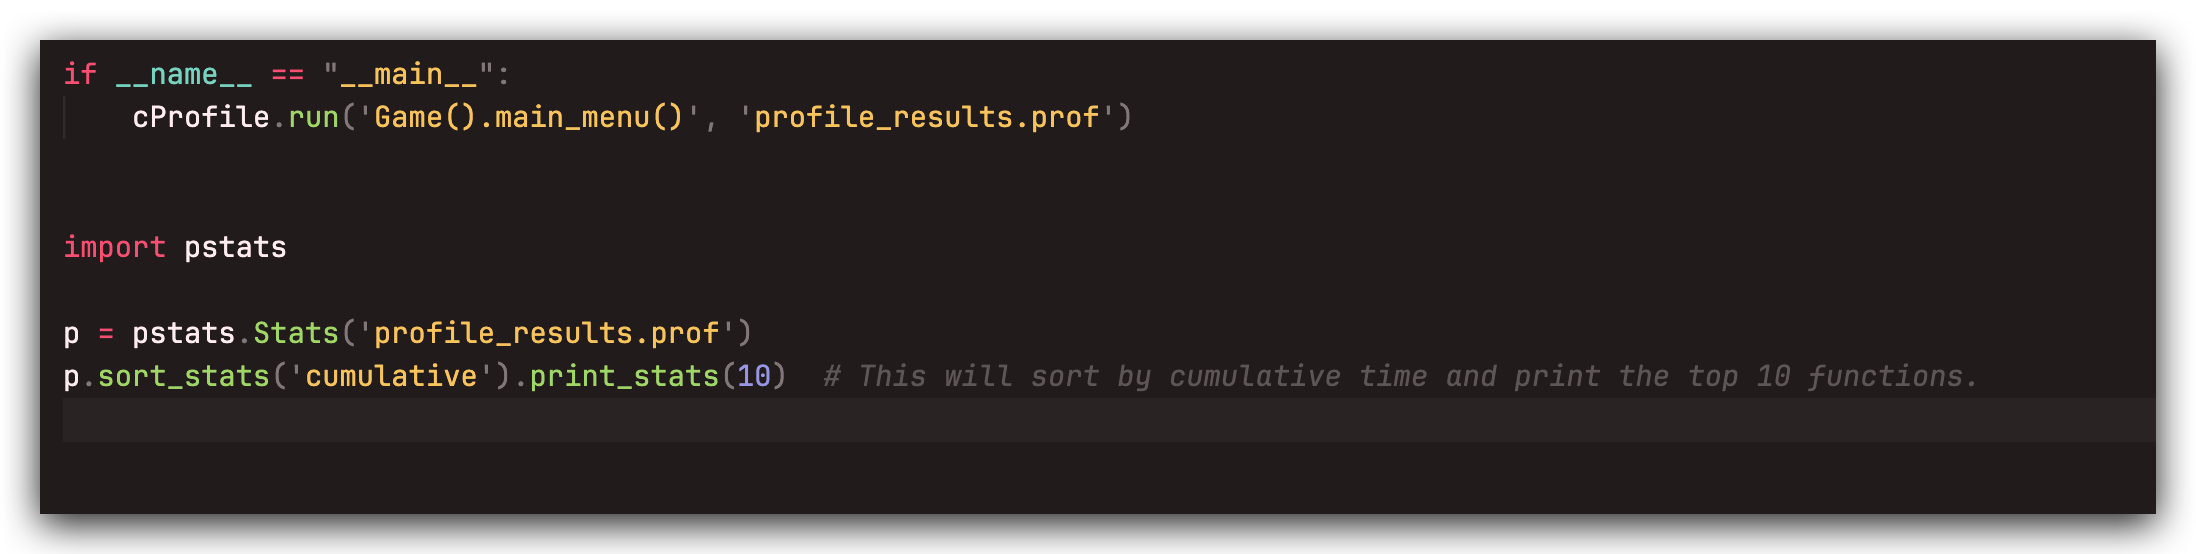 if __name__ == "__main__":
    cProfile.run('Game().main_menu()', 'profile_results.prof')
import pstats
p = pstats.Stats('profile_results.prof')
p.sort_stats('cumulative').print_stats(10)  # This will sort by cumulative time and print the top 10 functions.